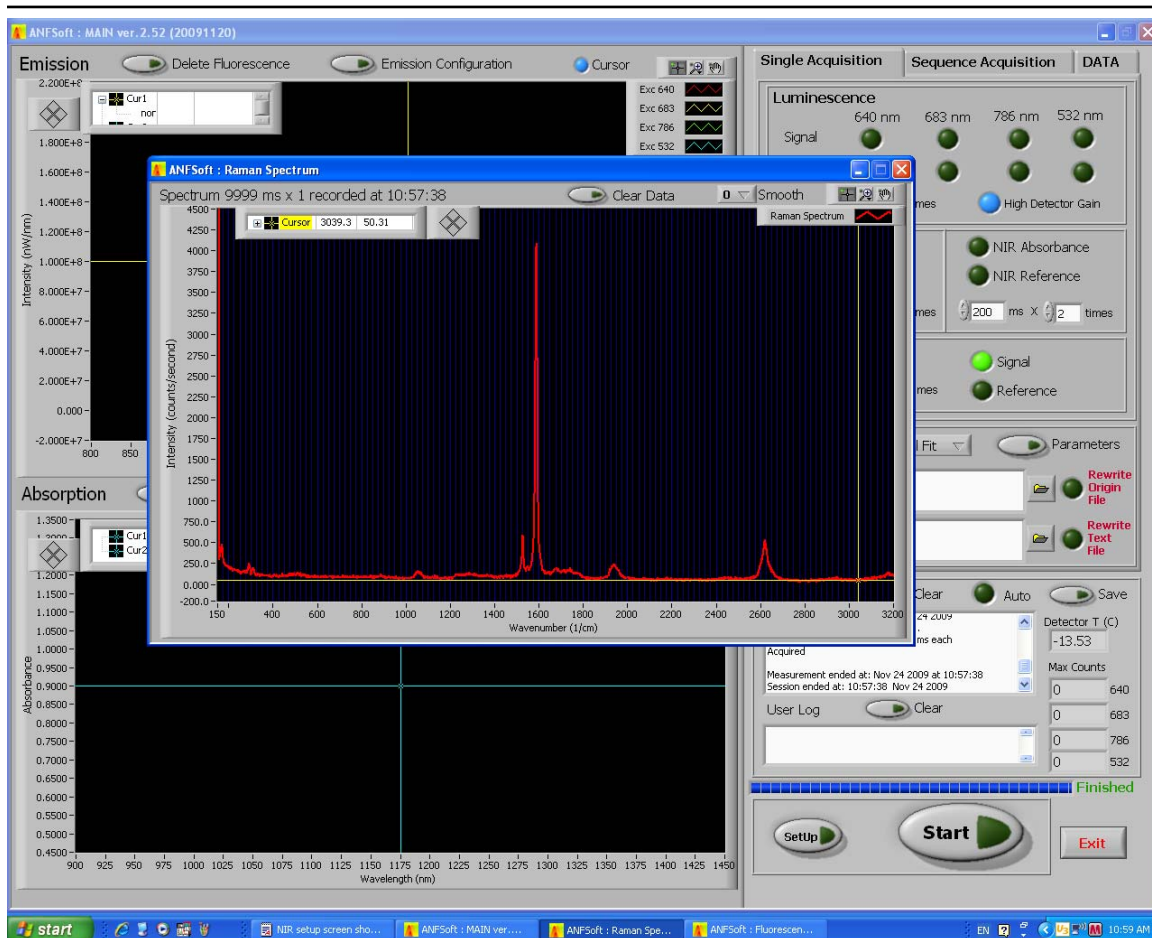 ANFSoft : MAIN ver.2.52 (20091120)
Emission
Delete Fluorescence
Emission Configuration
Cursor
2.200E+8
1.800E+8
1.600E+8
1.400E+8
1.200E+8
1.000E+8
8.000E+7
6.000E+7
4.000E+7
2.000E+7
0.000
-2.000E+7
Intensity (nW/nm)
800 850
Cur1
nor
Exc 640
Exc 683
Exc 786
Exc 532
Single Acquisition
Sequence Acquisition
DATA
Luminescence
640 nm 683 nm 786 nm 532 nm
Signal
mes
High Detector Gain
NIR Absorbance
NIR Reference
mes
200 ms X 2 times
Signal
mes
Reference
l Fit
Parameters
Rewrite
Origin
File
Rewrite
Text
File
ANFSoft : Raman Spectrum
Spectrum 9999 ms x 1 recorded at 10:57:38
Clear Data
0 Smooth
Cursor 3039.3 50.31
Raman Spectrum
4500
4250
4000
3750
3500
3250
3000
2750
2500
2250
2000
1750
1500
1250
1000
750.0
500.0
250.0
0.000
-200.0
Intensity (counts/second)
150 400 600 800 1000 1200 1400 1600 1800 2000 2200 2400 2600 2800 3000 3200
Wavenumber (1/cm)
Absorption
1.3500
1.3000
1.2000
1.1500
1.1000
1.0500
1.0000
0.9500
0.9000
0.8500
0.8000
0.7500
0.7000
0.6500
0.6000
0.5500
0.5000
0.4500
Absorbance
Cur1
Cur2
900 925 950 975 1000 1025 1050 1075 1100 1125 1150 1175 1200 1225 1250 1275 1300 1325 1350 1375 1400 1425 1450
Wavelength (nm)
Clear
Auto
Save
24 2009
ms each
Acquired
Measurement ended at: Nov 24 2009 at 10:57:38
Session ended at: 10:57:38 Nov 24 2009
Detector T (C)
-13.53
Max Counts
0 640
0 683
0 786
0 532
User Log
Clear
Finished
SetUp
Start
Exit
start
NIR setup screen sho...
ANFSoft : MAIN ver....
ANFSoft : Raman Spe...
ANFSoft : Fluorescen...
EN
10:59 AM